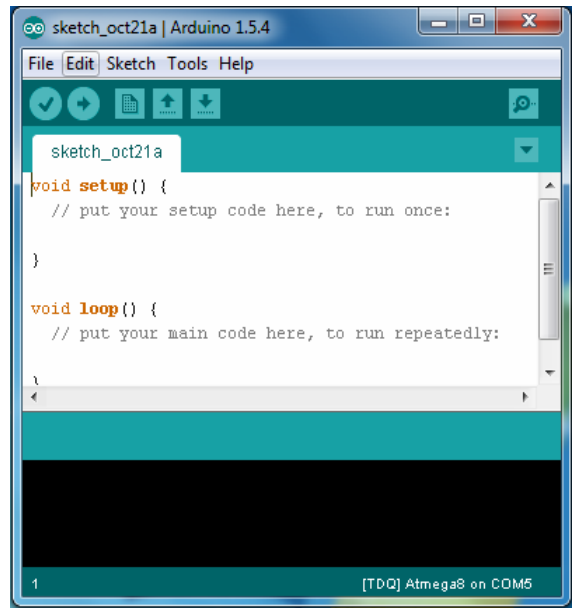 sketch_oct21a | Arduino 1.5.4
File Edit Sketch Tools Help
sketch_oct21a
void setup() {
// put your setup code here, to run once:
}
void loop() {
// put your main code here, to run repeatedly:
}
1 [TDQ] Atmega8 on COM5